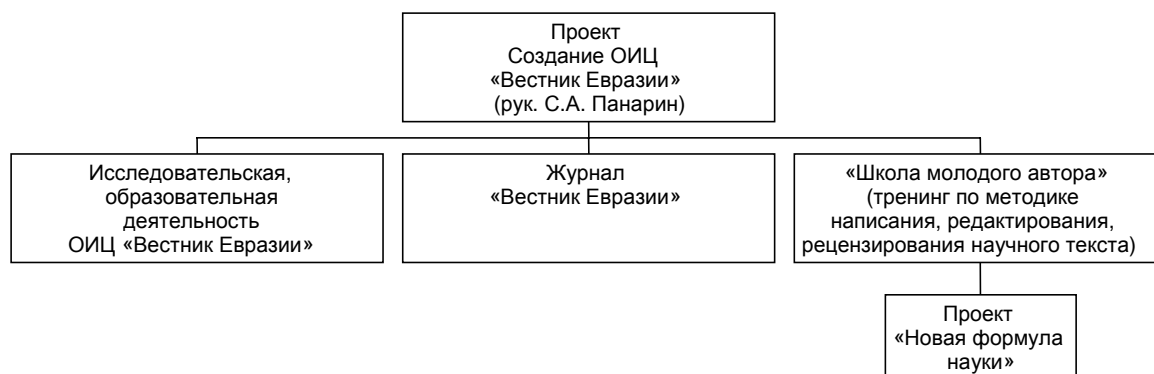 Проект
Создание ОИЦ
«Вестник Евразии»
(рук. С.А. Панарин)
Исследовательская,
образовательная
деятельность
ОИЦ «Вестник Евразии»
Журнал
«Вестник Евразии»
«Школа молодого автора»
(тренинг по методике
написания, редактирования,
рецензирования научного текста)
Проект
«Новая формула
науки»